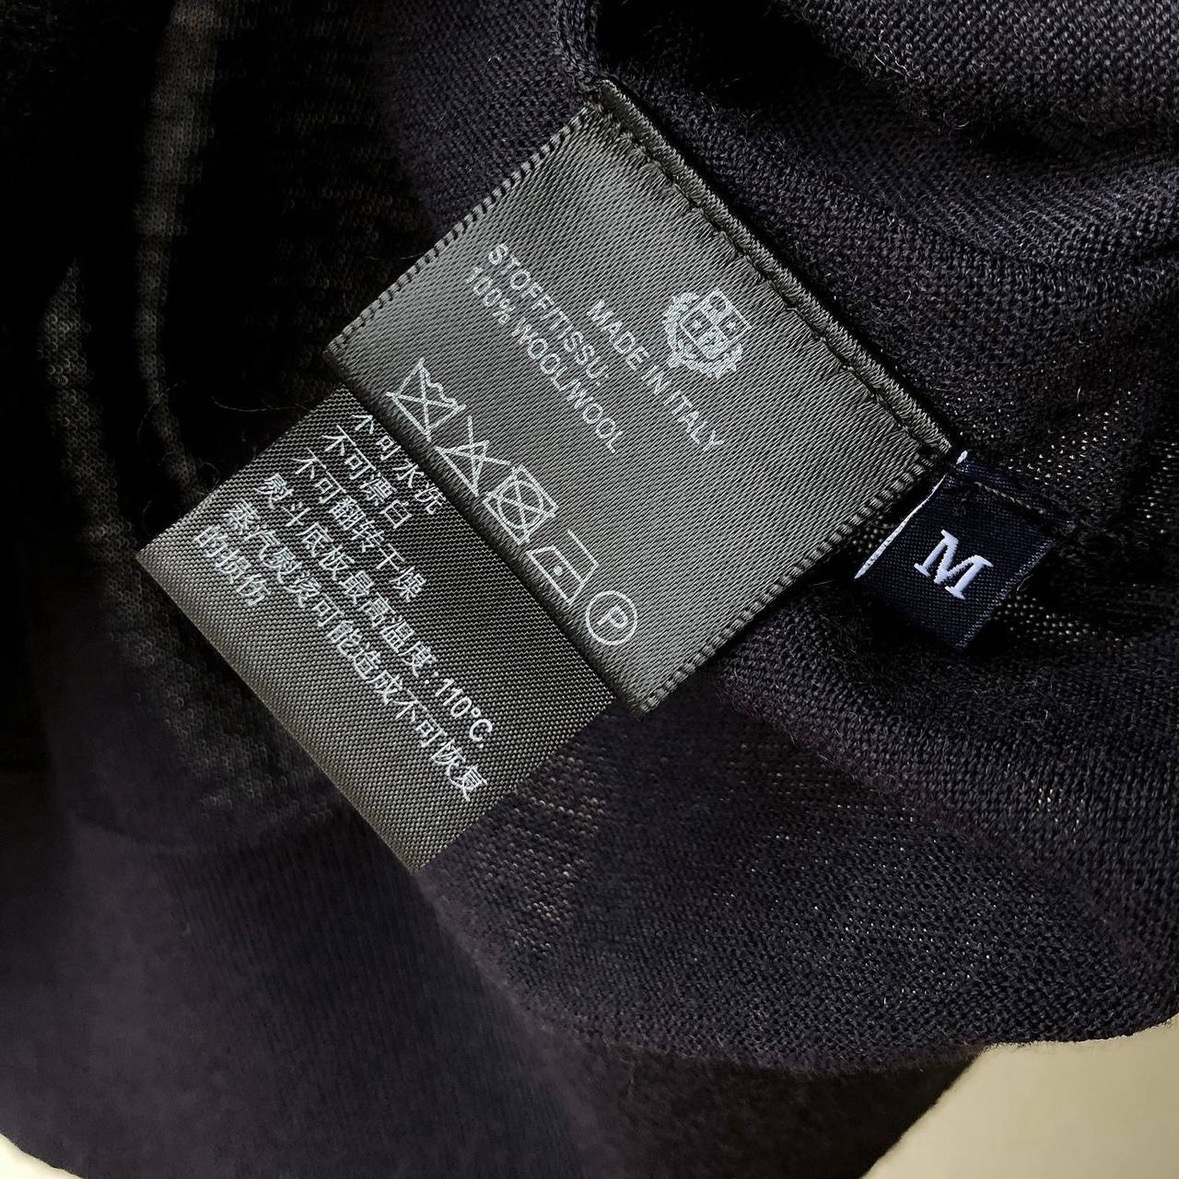 MADE IN ITALY
STOFF/TISSU:
100% WOOL/WOOL
P
不可水洗
不可漂白
不可翻转干燥
熨斗底板最高温度:110°C.
蒸汽熨烫可能造成不可恢复
的损伤
M